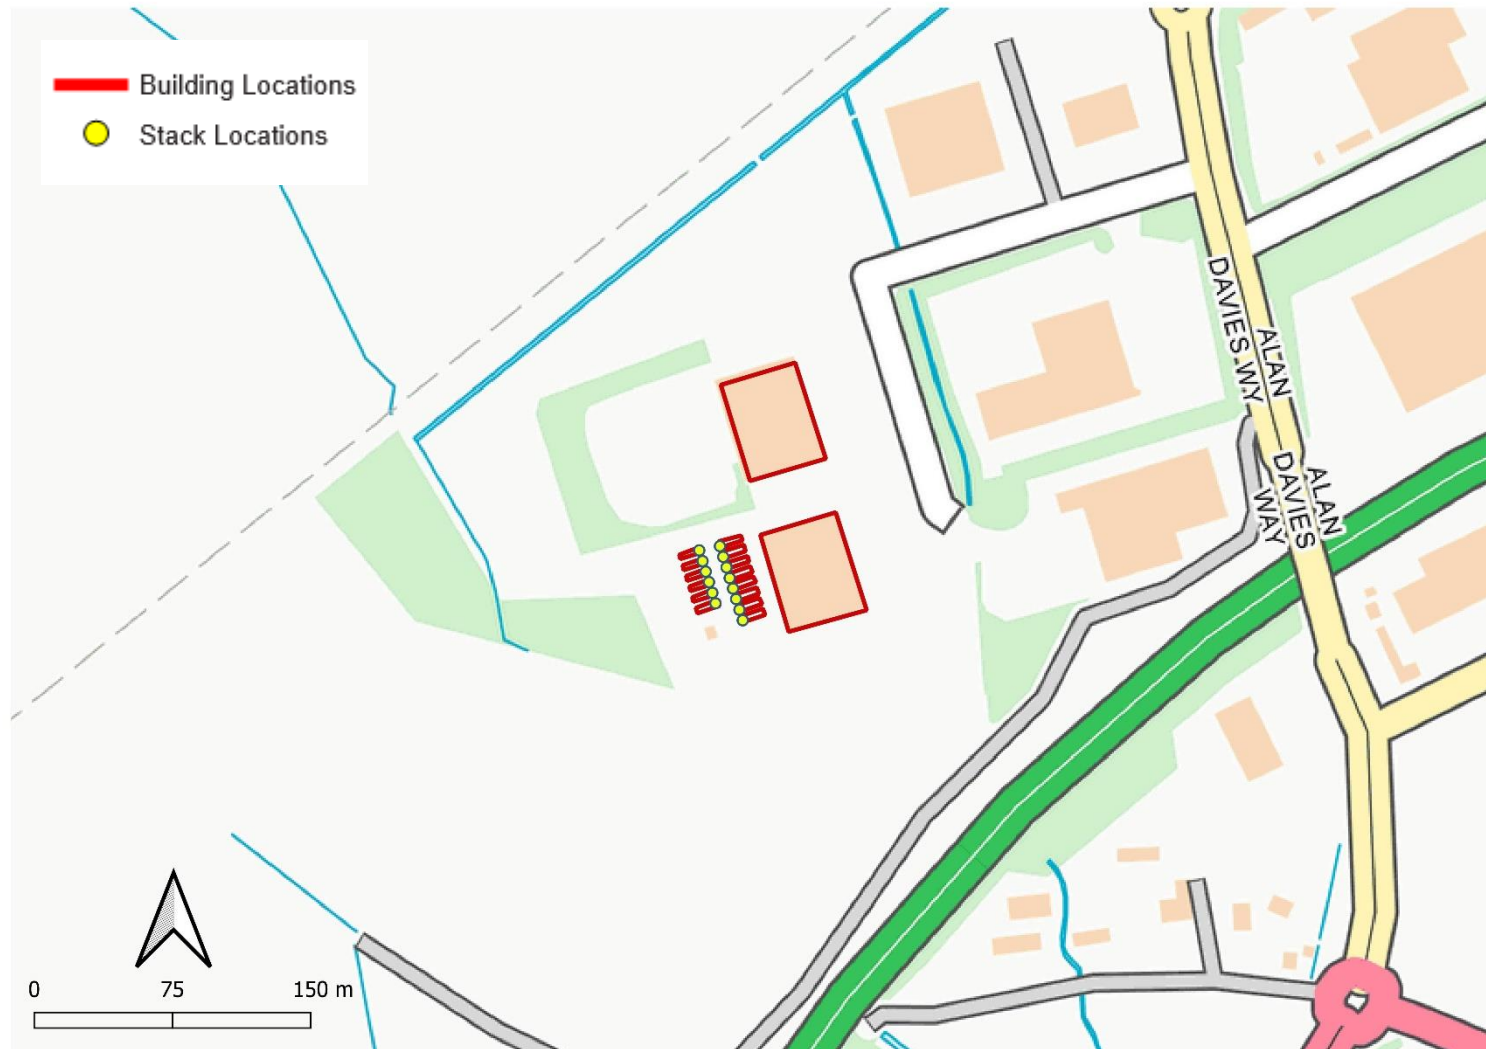 Building Locations
Stack Locations
DAVIES WY
ALAN
DAVIES
WAY
ALAN
0 75 150 m